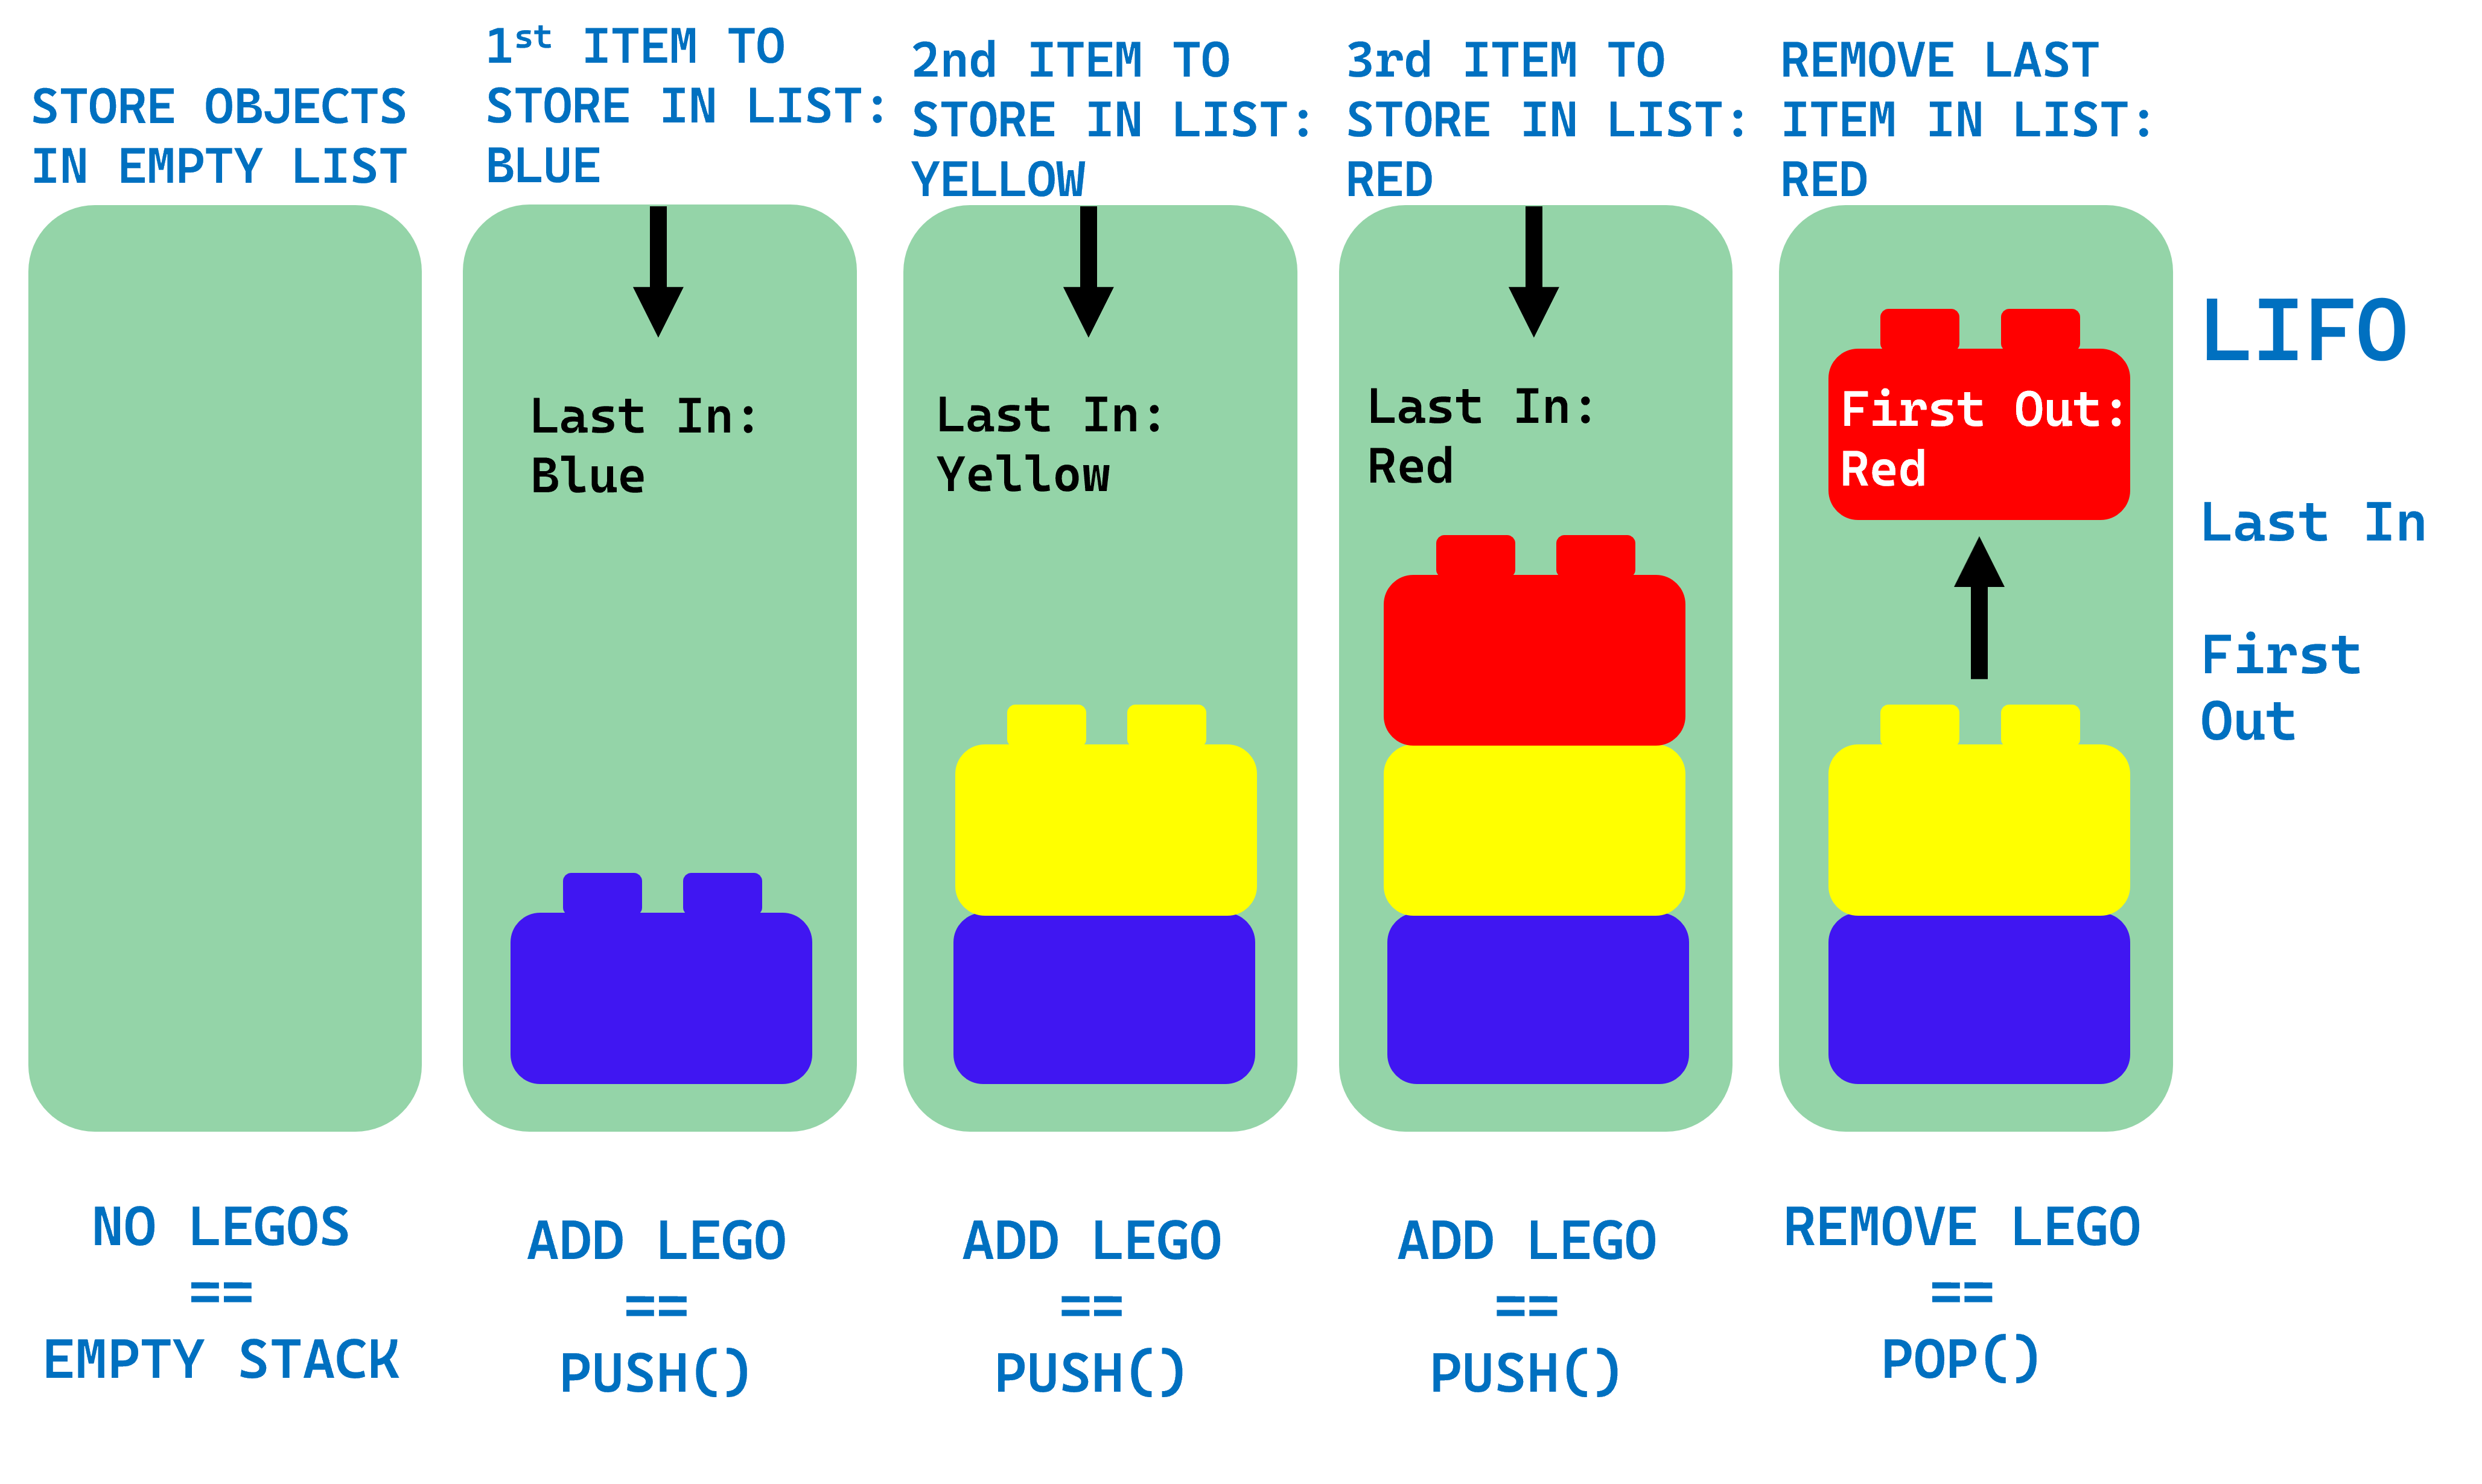 STORE OBJECTS
IN EMPTY LIST
1st ITEM TO
STORE IN LIST:
BLUE
2nd ITEM TO
STORE IN LIST:
YELLOW
3rd ITEM TO
STORE IN LIST:
RED
REMOVE LAST
ITEM IN LIST:
RED
Last In:
Blue
Last In:
Yellow
Last In:
Red
First Out:
Red
LIFO
Last In
First
Out
NO LEGOS
==
EMPTY STACK
ADD LEGO
==
PUSH()
ADD LEGO
==
PUSH()
ADD LEGO
==
PUSH()
REMOVE LEGO
==
POP()